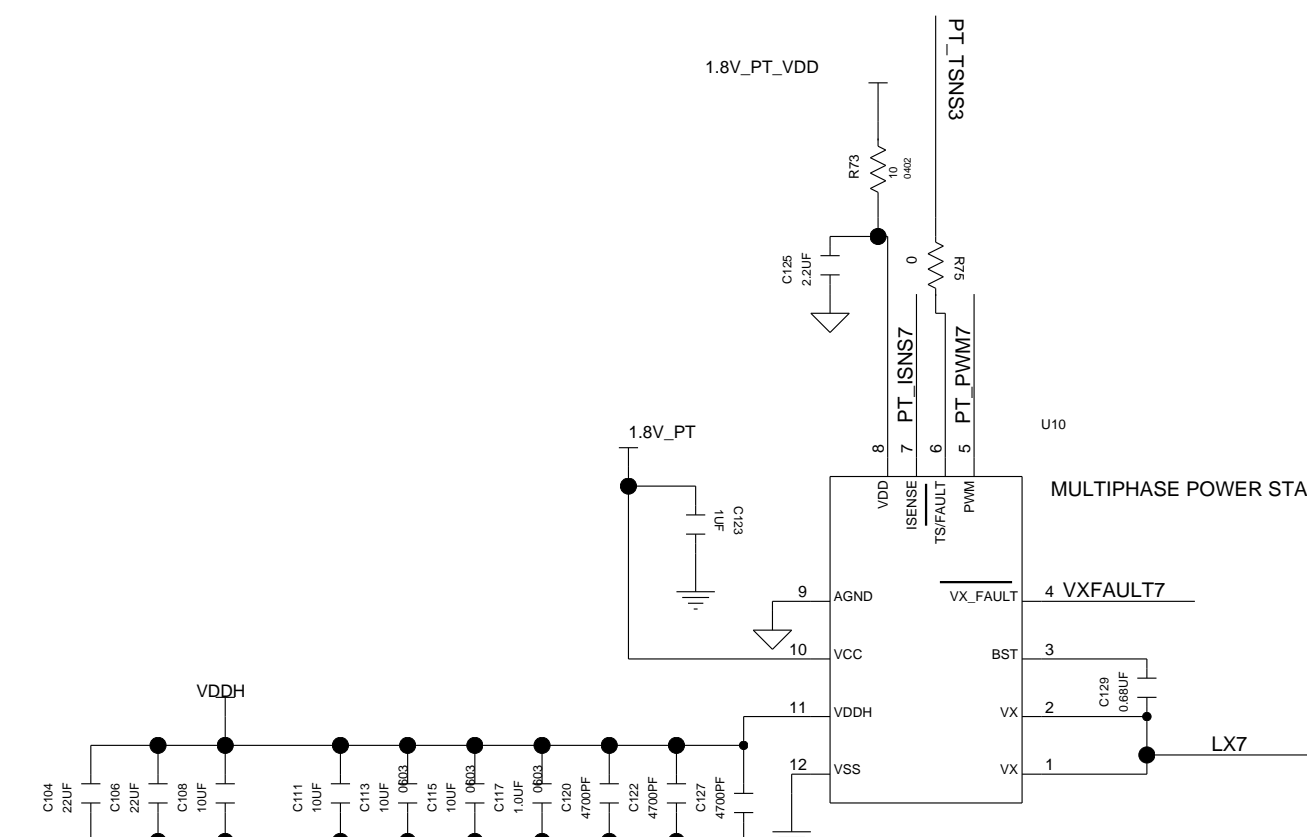 1.8V_PT_VDD
PT_TSNS3
R73
10
0402
C125
2.2UF
0
R75
PT_ISNS7
PT_PWM7
U10
1.8V_PT
8
7
6
5
MULTIPHASE POWER STA
VDD
ISENSE
TS/FAULT
PWM
C123
1UF
9
AGND
VX_FAULT
4
VXFAULT7
10
VCC
BST
3
C129
0.68UF
VDDH
11
VDDH
VX
2
LX7
12
VSS
VX
1
C104
22UF
C106
22UF
C108
10UF
C111
10UF
C113
10UF
0603
C115
10UF
0603
C117
1.0UF
0603
C120
4700PF
C122
4700PF
C127
4700PF